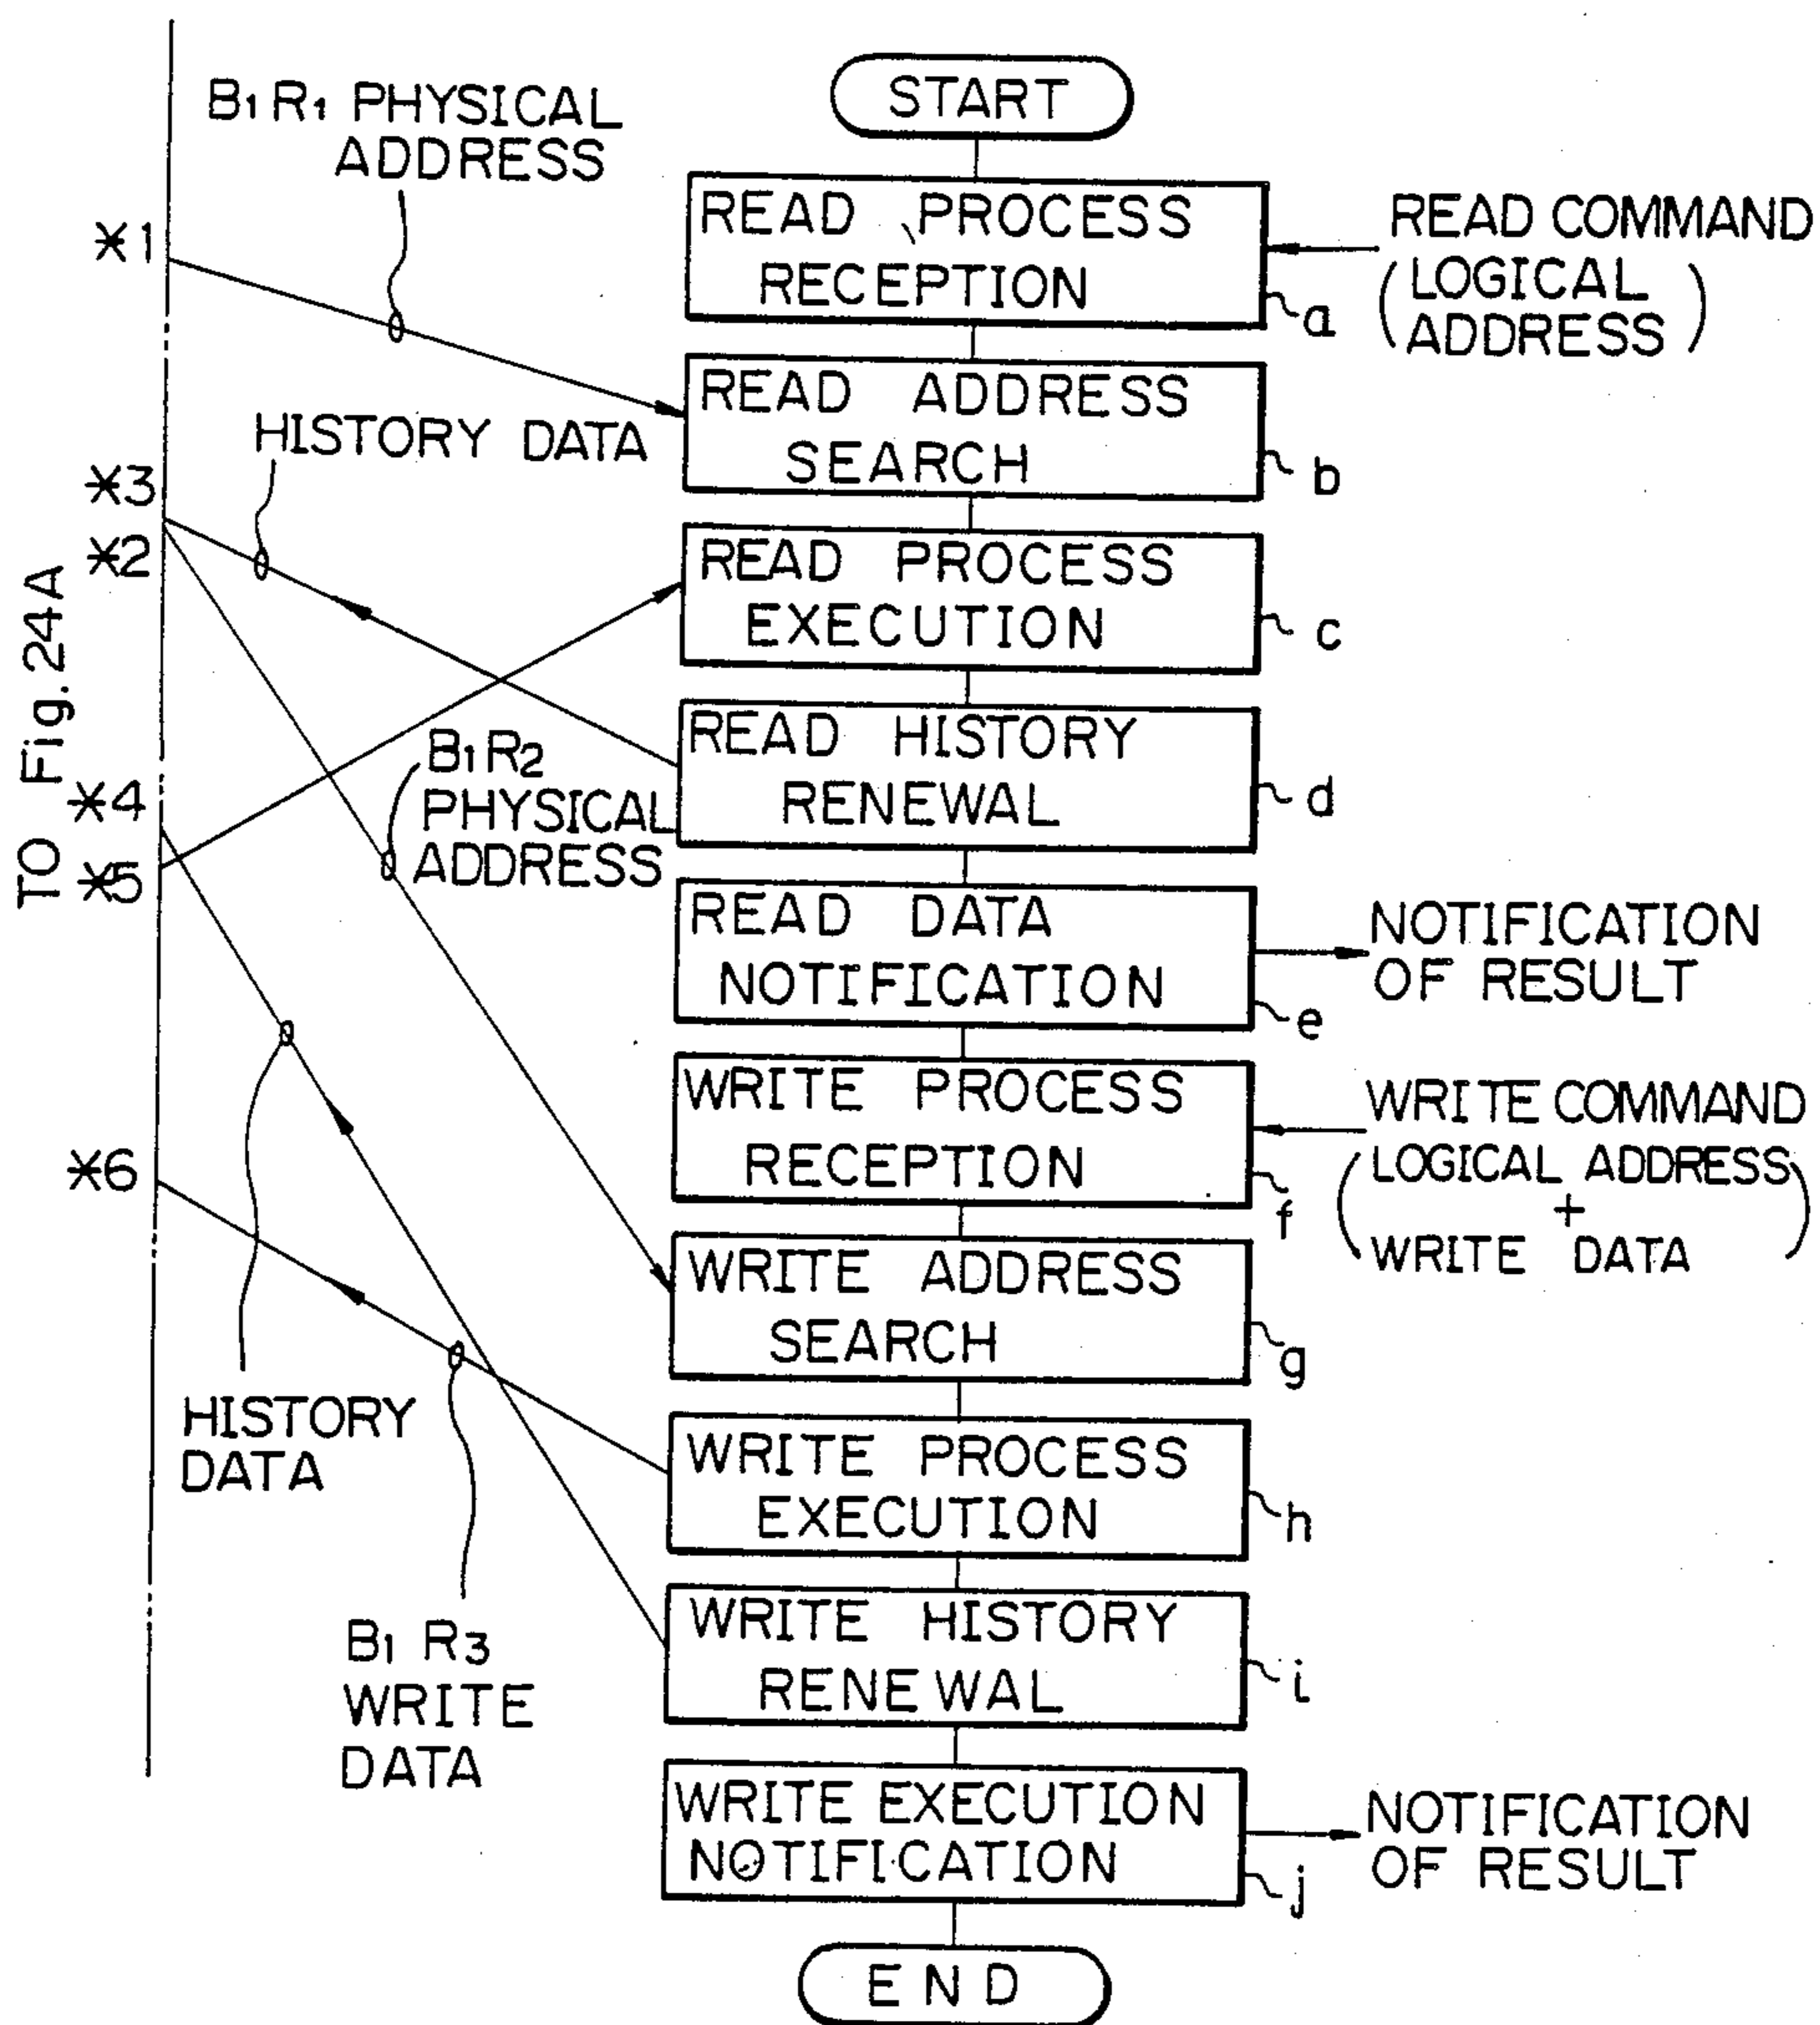 START
B1 R1 PHYSICAL
ADDRESS
READ PROCESS
RECEPTION
a
READ COMMAND
(LOGICAL
ADDRESS)
*1
READ ADDRESS
SEARCH
b
HISTORY DATA
*3
*2
READ PROCESS
EXECUTION
c
TO Fig.24A
READ HISTORY
RENEWAL
d
B1 R2
PHYSICAL
ADDRESS
*4
*5
READ DATA
NOTIFICATION
e
NOTIFICATION
OF RESULT
WRITE PROCESS
RECEPTION
f
WRITE COMMAND
(LOGICAL ADDRESS
+
WRITE DATA)
*6
WRITE ADDRESS
SEARCH
g
HISTORY
DATA
WRITE PROCESS
EXECUTION
h
B1 R3
WRITE
DATA
WRITE HISTORY
RENEWAL
i
WRITE EXECUTION
NOTIFICATION
j
NOTIFICATION
OF RESULT
END